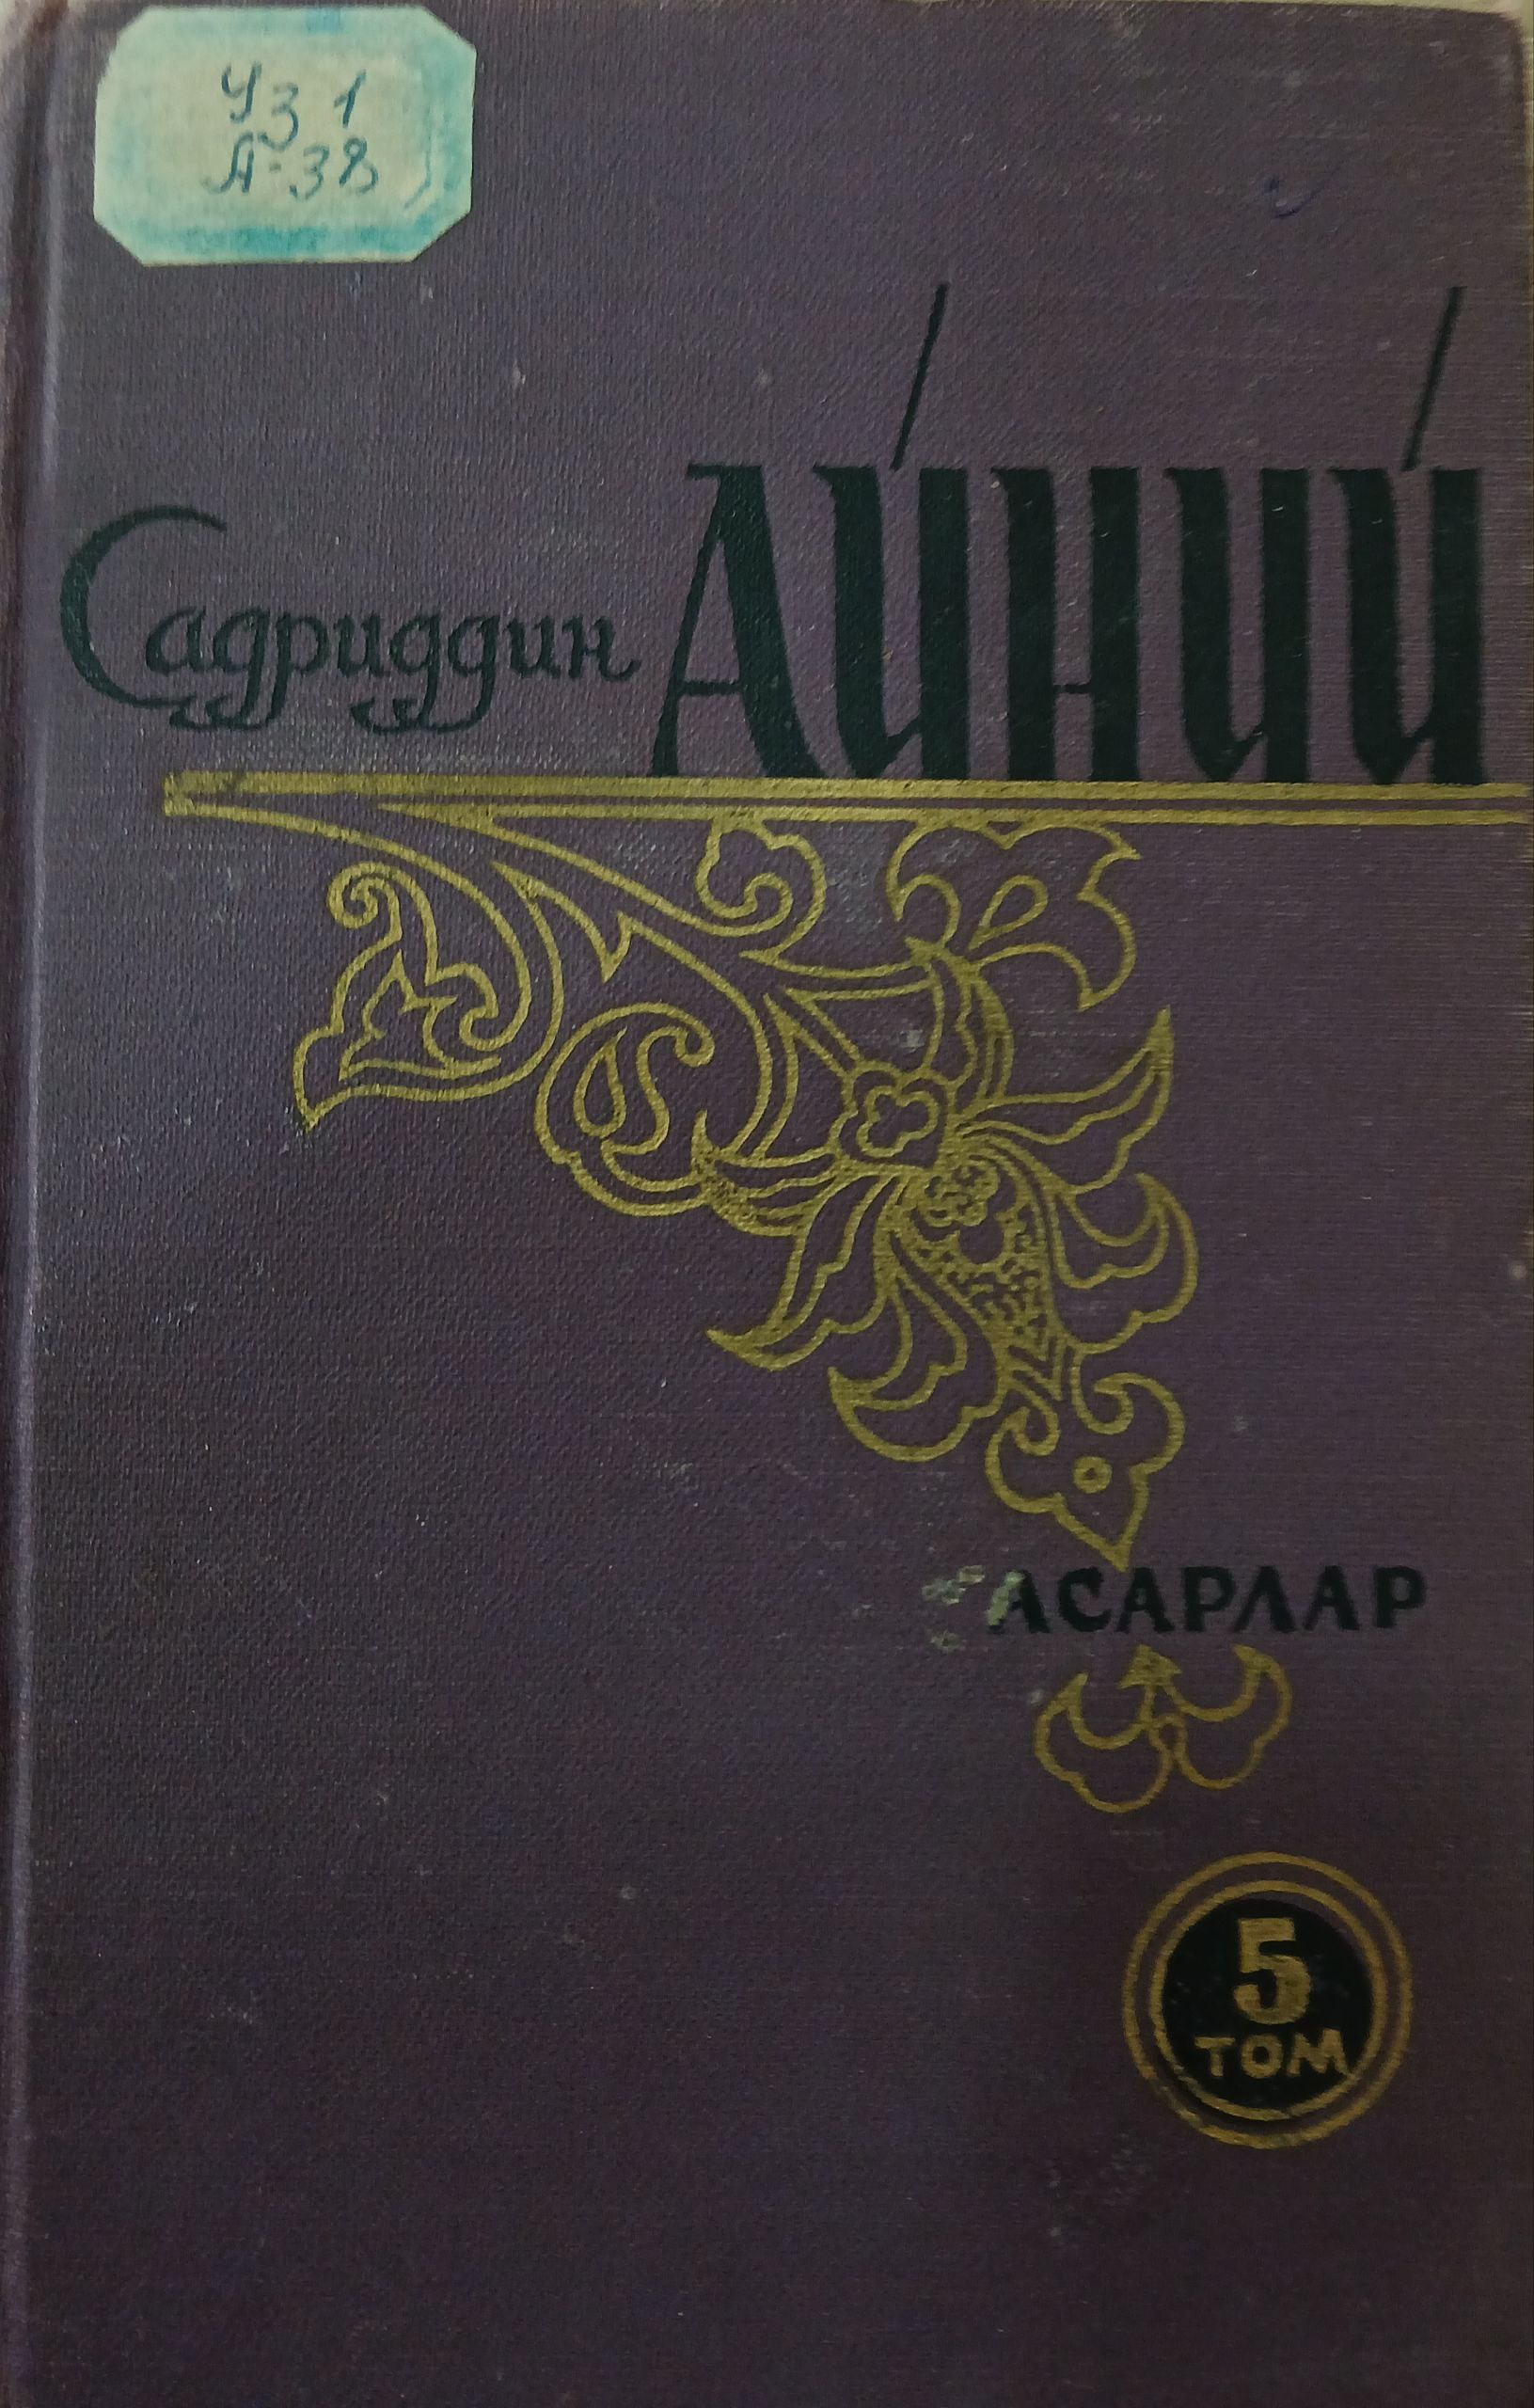 Уз 1
А-38
Садриддин АЙНИЙ
АСАРЛАР
5
ТОМ